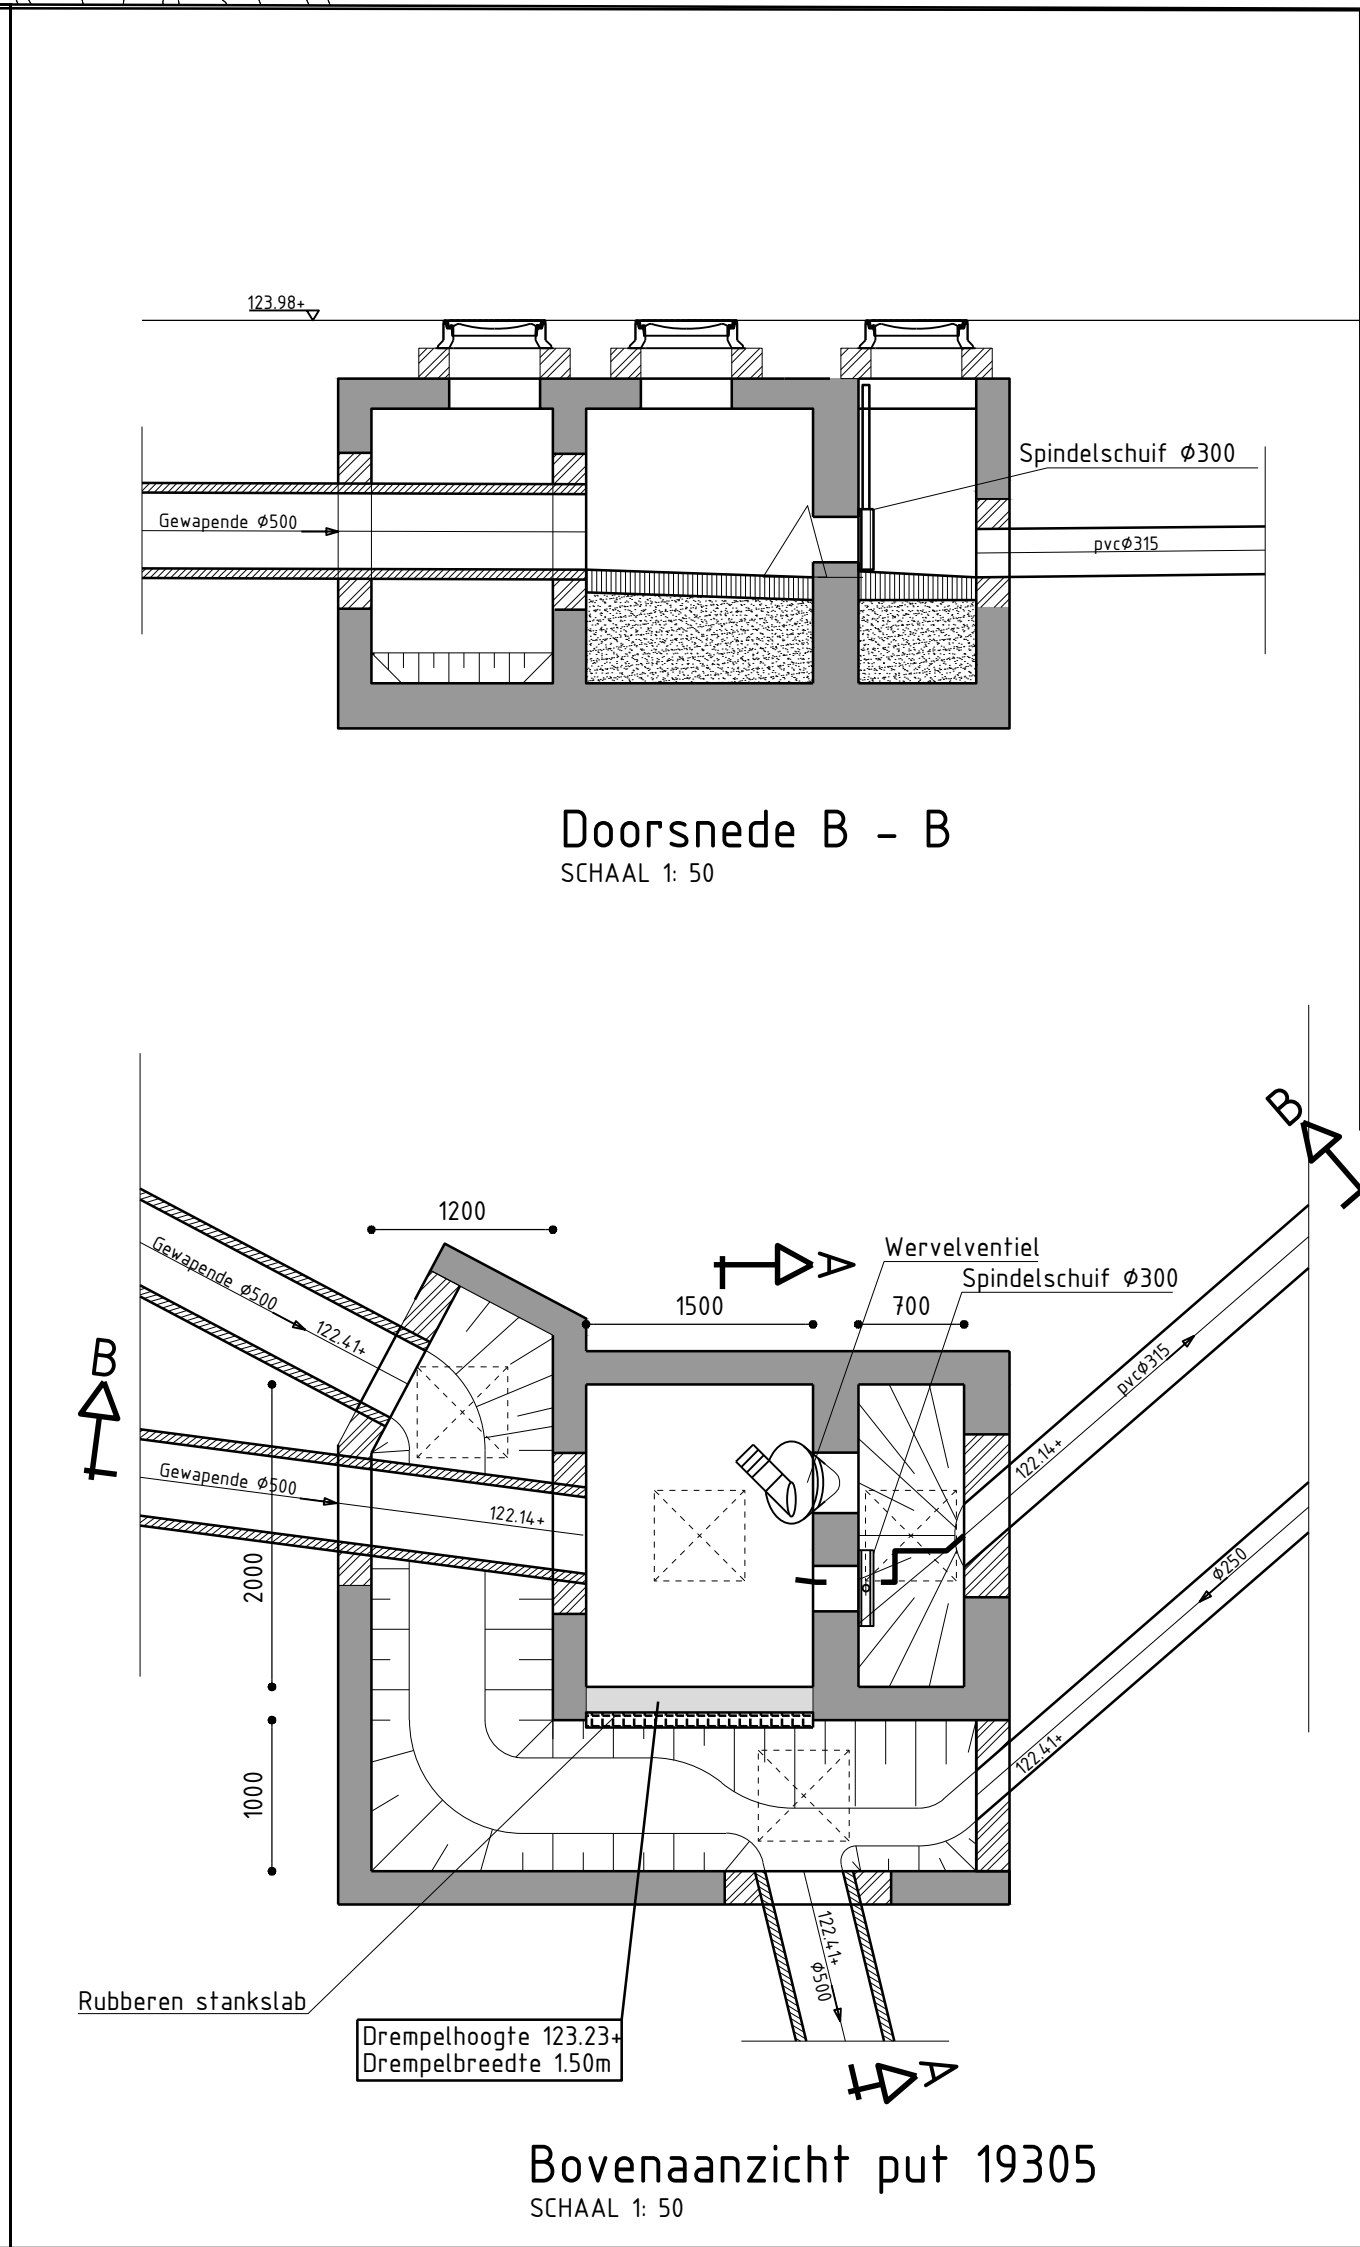 123.98+
Spindelschuif Ø300
Gewapende Ø500
pvcØ315
Doorsnede B - B
SCHAAL 1: 50
B
1200
Wervelventiel
A
Spindelschuif Ø300
1500
700
Gewapende Ø500
122.41+
pvcØ315
B
122.14+
Gewapende Ø500
122.14+
Ø250
2000
122.41+
1000
122.41+
Ø500
Rubberen stankslab
Drempelhoogte 123.23+
Drempelbreedte 1.50m
A
Bovenaanzicht put 19305
SCHAAL 1: 50